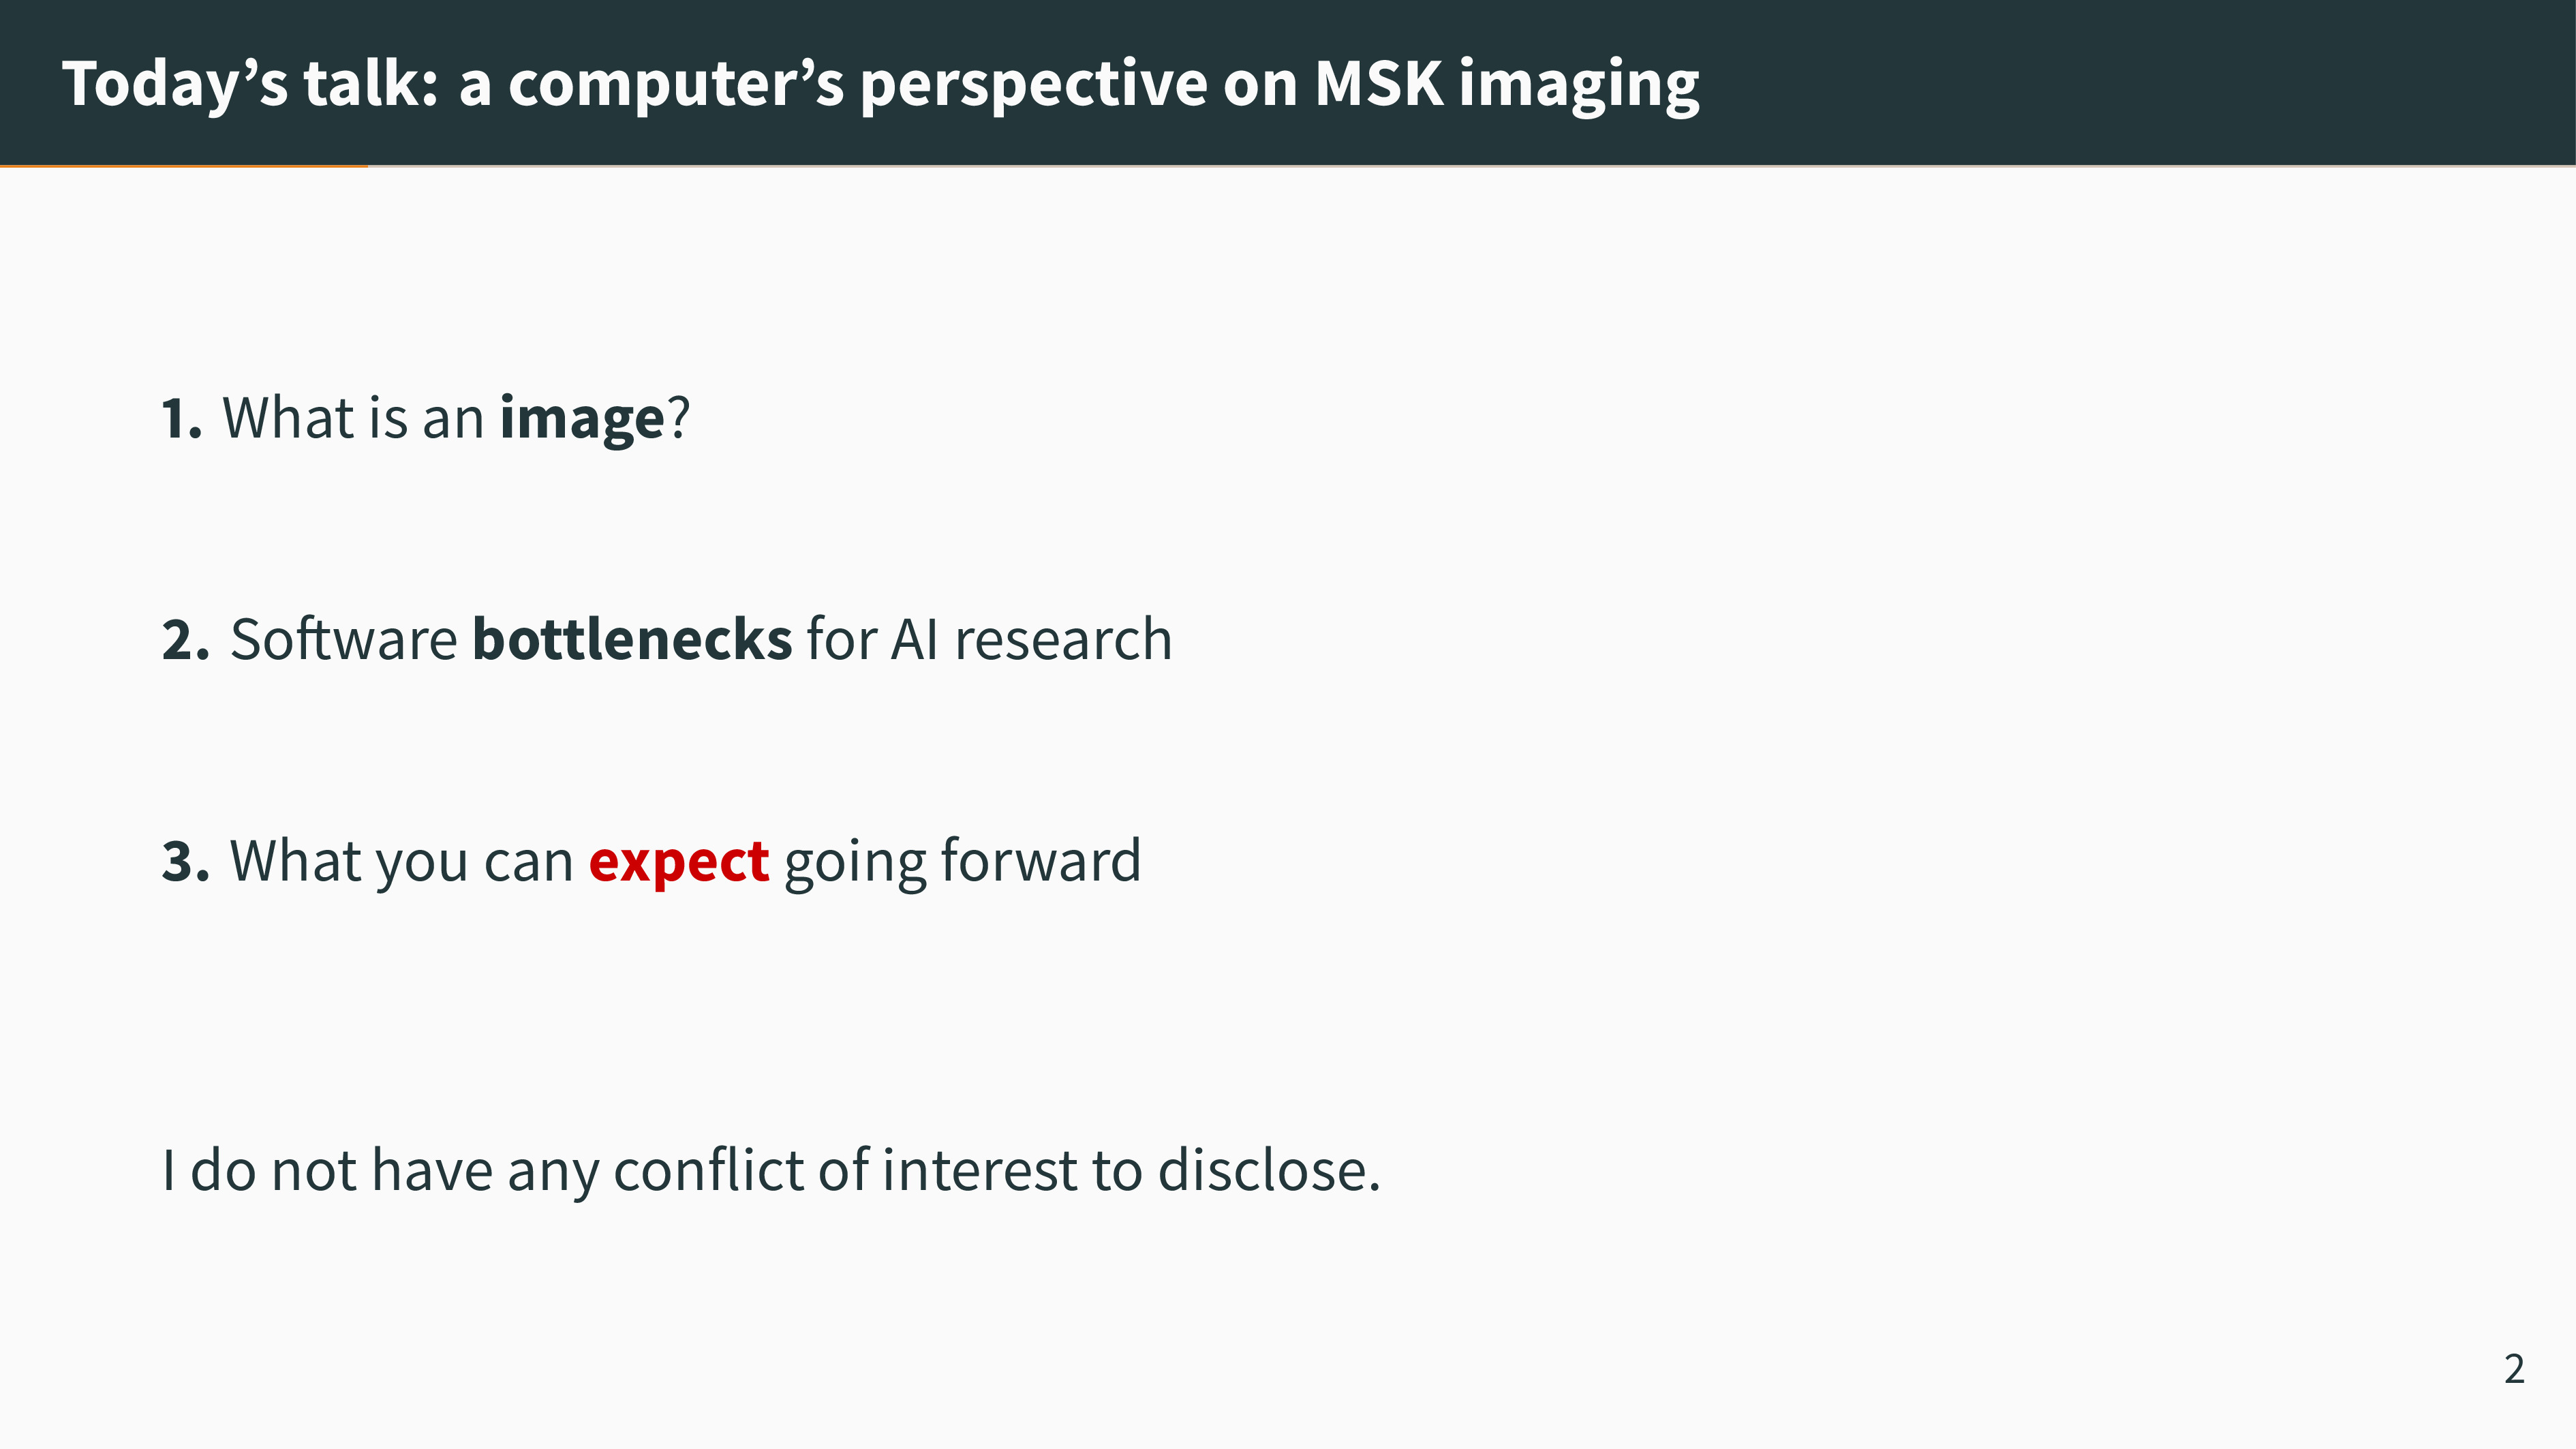 Today’s talk: a computer’s perspective on MSK imaging
1. What is an image?
2. Software bottlenecks for AI research
3. What you can expect going forward
I do not have any conflict of interest to disclose.
2